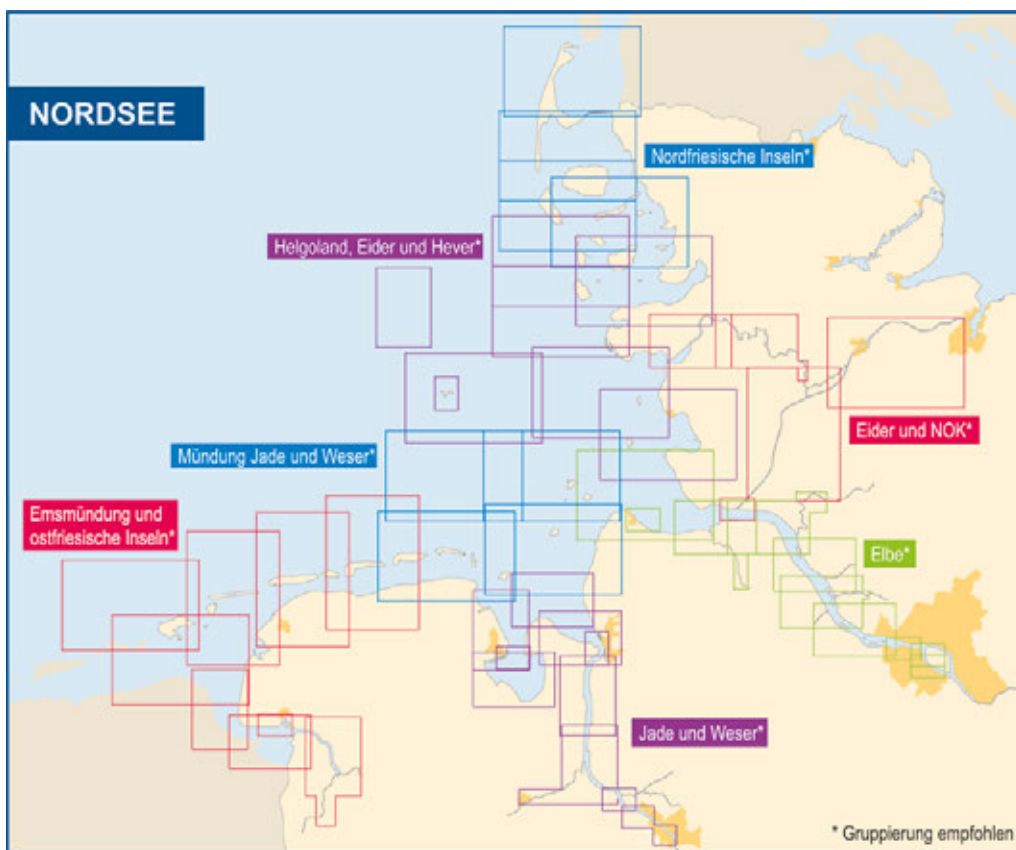 NORDSEE
Nordfriesische Inseln*
Helgoland, Eider und Hever*
Eider und NOK*
Mündung Jade und Weser*
Emsmündung und
ostfriesische Inseln*
Elbe*
Jade und Weser*
* Gruppierung empfohlen